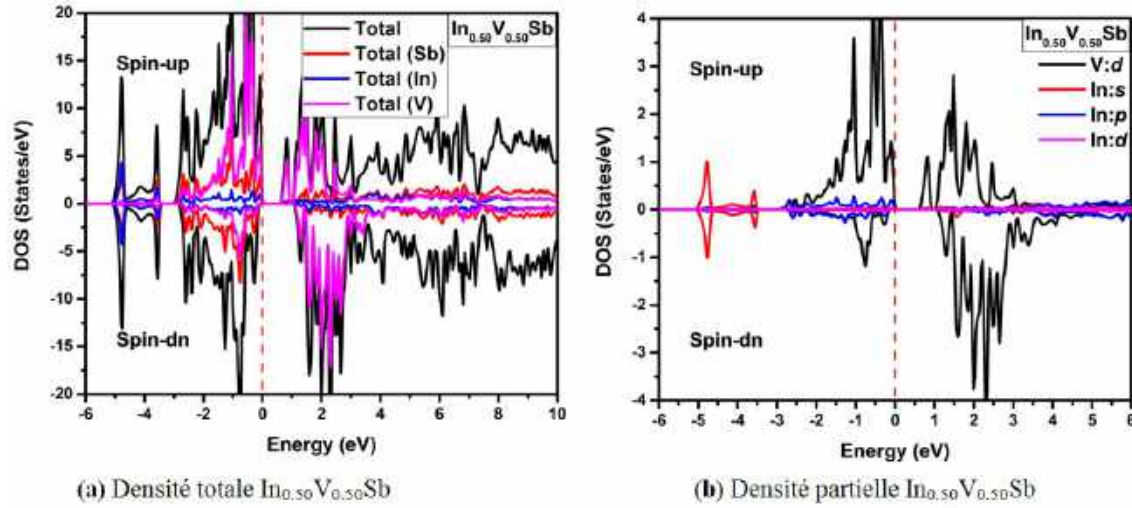 20
15
10
5
0
-5
-10
-15
-20
DOS (States/eV)
Spin-up
Spin-dn
Total
Total (Sb)
Total (In)
Total (V)
In0.50V0.50Sb
-6 -4 -2 0 2 4 6 8 10
Energy (eV)
(a) Densité totale In0.50V0.50Sb
4
3
2
1
0
-1
-2
-3
-4
DOS (States/eV)
Spin-up
Spin-dn
In0.50V0.50Sb
V:d
In:s
In:p
In:d
-6 -5 -4 -3 -2 -1 0 1 2 3 4 5 6
Energy (eV)
(b) Densité partielle In0.50V0.50Sb